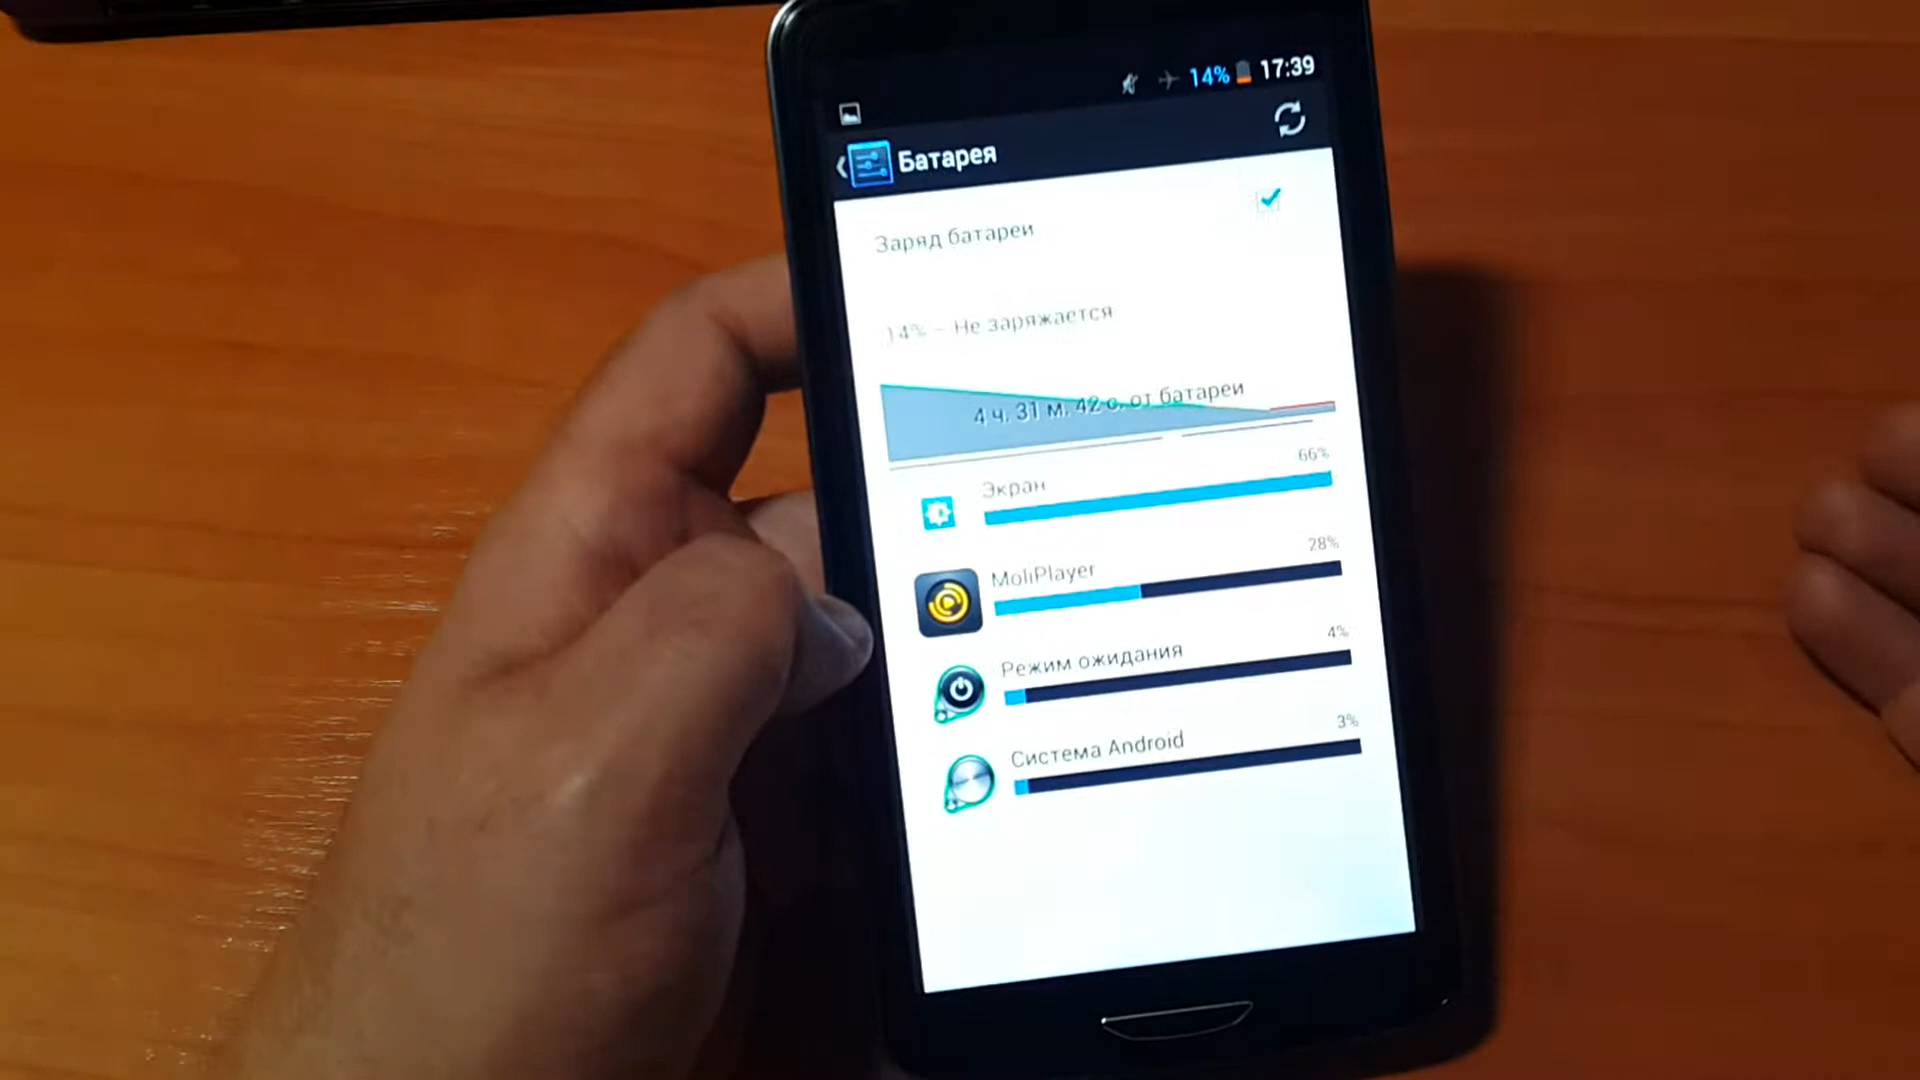 14% 17:39
Батарея
Заряд батареи
14% – Не заряжается
4 ч. 31 м. 42 с. от батареи
Экран 66%
MoliPlayer 28%
Режим ожидания 4%
Система Android 3%